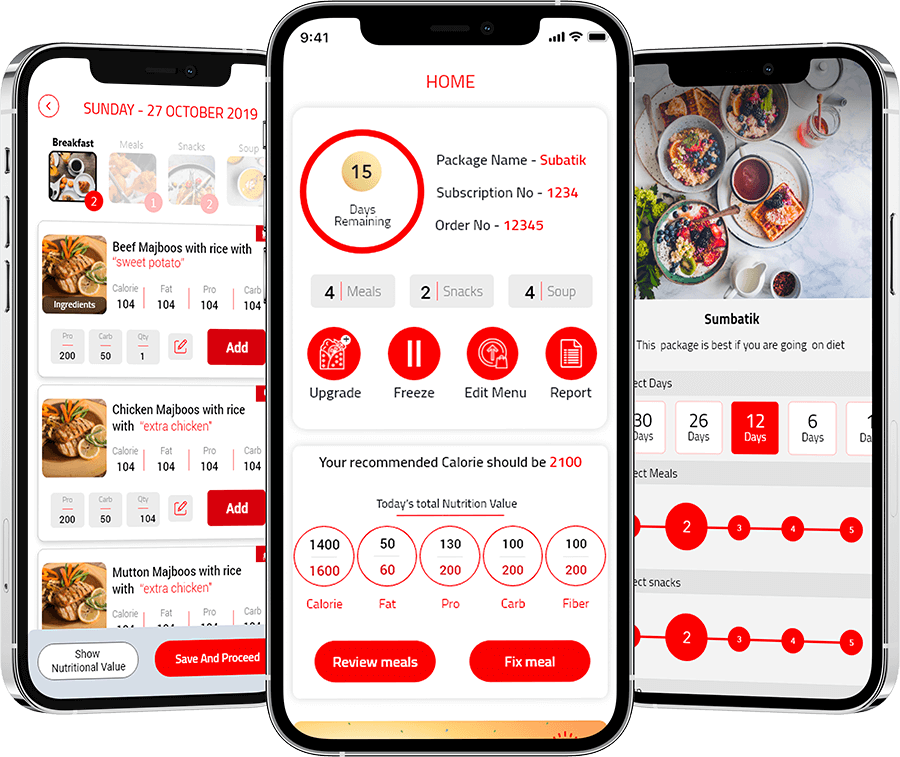 SUNDAY - 27 OCTOBER 2019
Breakfast
Meals
Snacks
Soup
2
1
2
Beef Majboos with rice with
"sweet potato"
Ingredients
Calorie Fat Pro Carb
104 104 104 104
Pro Carb Qty
200 50 1
Add
Chicken Majboos with rice
with "extra chicken"
Calorie Fat Pro Carb
104 104 104 104
Pro Carb Qty
200 50 104
Add
Mutton Majboos with rice
with "extra chicken"
Calorie Fat Pro Carb
Show
Nutritional Value
Save And Proceed
9:41
HOME
15
Days
Remaining
Package Name - Subatik
Subscription No - 1234
Order No - 12345
4 Meals
2 Snacks
4 Soup
Upgrade
Freeze
Edit Menu
Report
Your recommended Calorie should be 2100
Today's total Nutrition Value
1400 50 130 100 100
1600 60 200 200 200
Calorie Fat Pro Carb Fiber
Review meals
Fix meal
Sumbatik
This package is best if you are going on diet
ect Days
30 26 12 6 1
Days Days Days Days Da
ect Meals
2 3 4 5
ect snacks
2 3 4 5